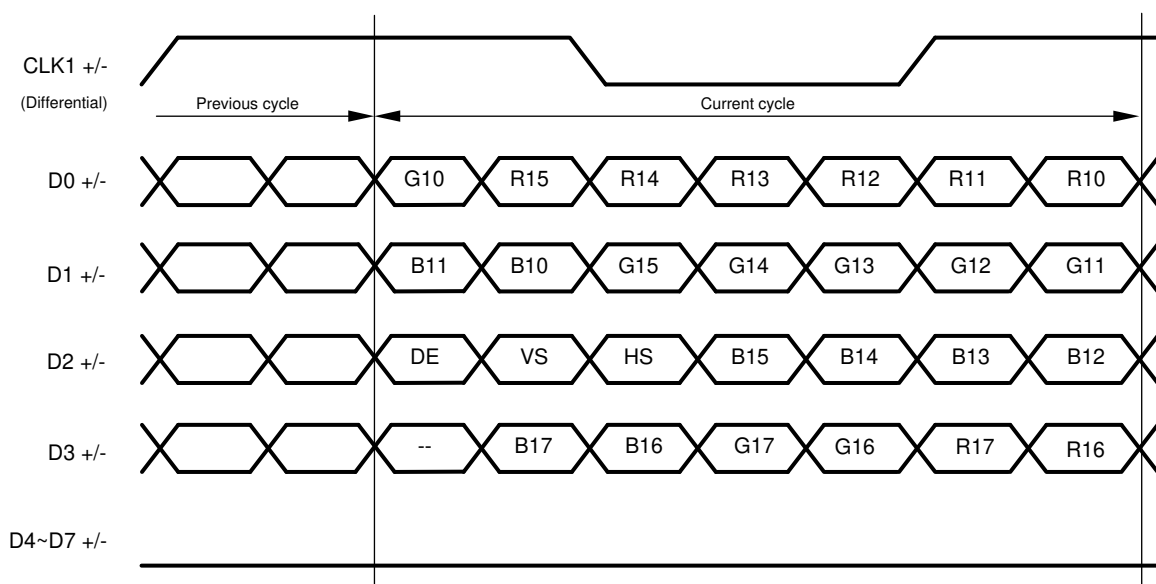 CLK1 +/-
(Differential)
Previous cycle
Current cycle
D0 +/-
G10 R15 R14 R13 R12 R11 R10
D1 +/-
B11 B10 G15 G14 G13 G12 G11
D2 +/-
DE VS HS B15 B14 B13 B12
D3 +/-
-- B17 B16 G17 G16 R17 R16
D4~D7 +/-